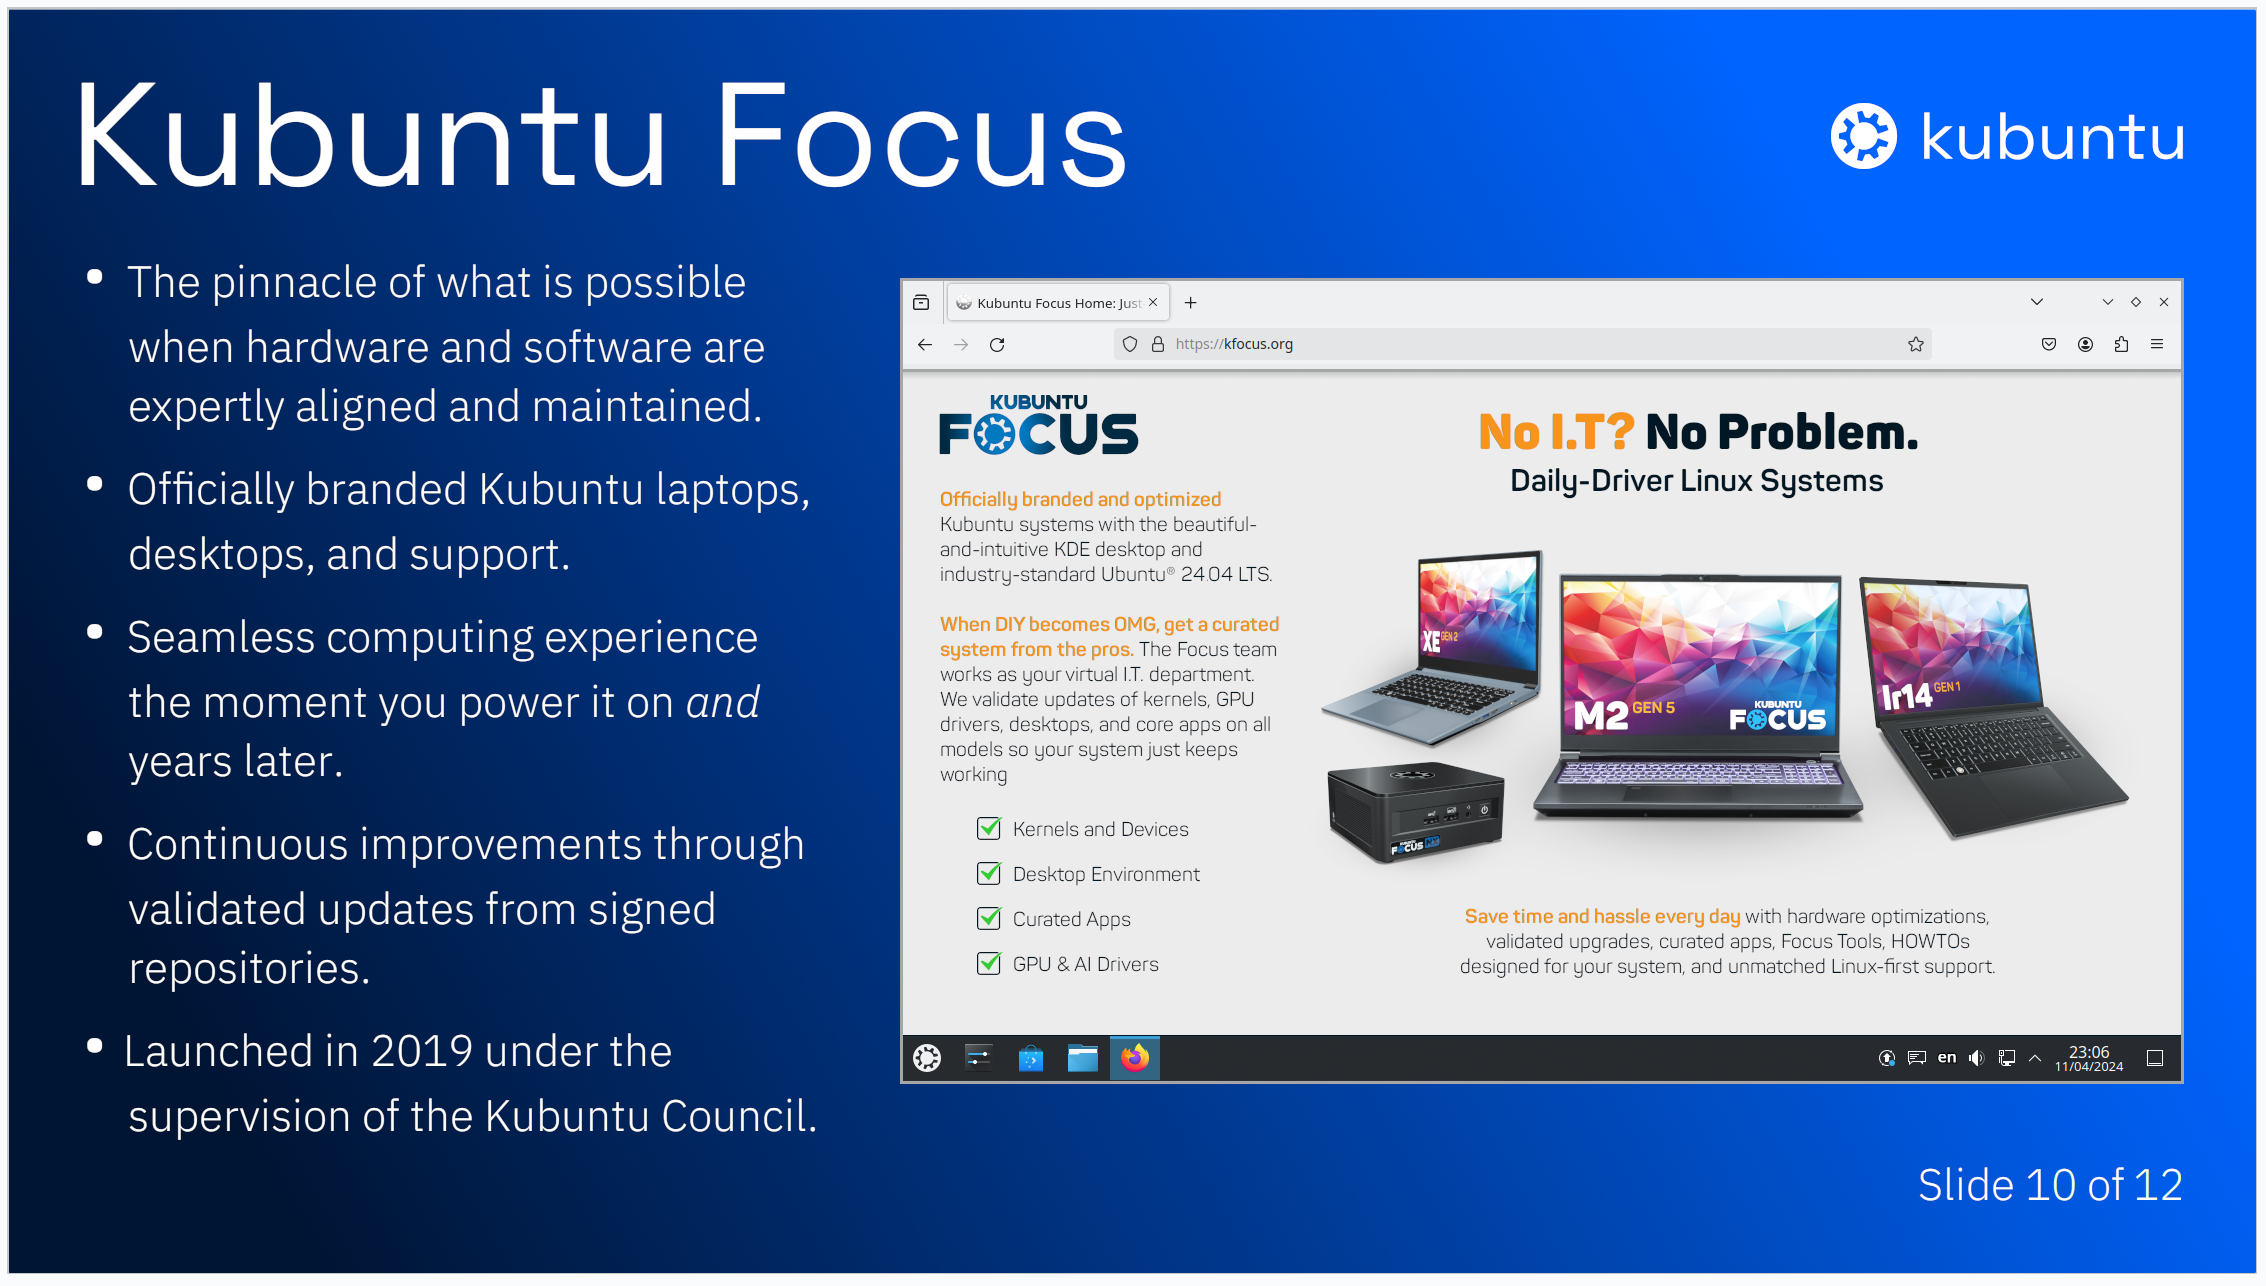 Kubuntu Focus
kubuntu
• The pinnacle of what is possible
when hardware and software are
expertly aligned and maintained.
• Officially branded Kubuntu laptops,
desktops, and support.
• Seamless computing experience
the moment you power it on and
years later.
• Continuous improvements through
validated updates from signed
repositories.
• Launched in 2019 under the
supervision of the Kubuntu Council.
Kubuntu Focus Home: Just
https://kfocus.org
KUBUNTU
FOCUS
Officially branded and optimized
Kubuntu systems with the beautiful-
and-intuitive KDE desktop and
industry-standard Ubuntu® 24.04 LTS.
When DIY becomes OMG, get a curated
system from the pros. The Focus team
works as your virtual I.T. department.
We validate updates of kernels, GPU
drivers, desktops, and core apps on all
models so your system just keeps
working
Kernels and Devices
Desktop Environment
Curated Apps
GPU & AI Drivers
No I.T? No Problem.
Daily-Driver Linux Systems
XE GEN 2
M2 GEN 5
KUBUNTU
FOCUS
Ir14 GEN 1
KUBUNTU
FOCUS NX
Save time and hassle every day with hardware optimizations,
validated upgrades, curated apps, Focus Tools, HOWTOs
designed for your system, and unmatched Linux-first support.
en
23:06
11/04/2024
Slide 10 of 12